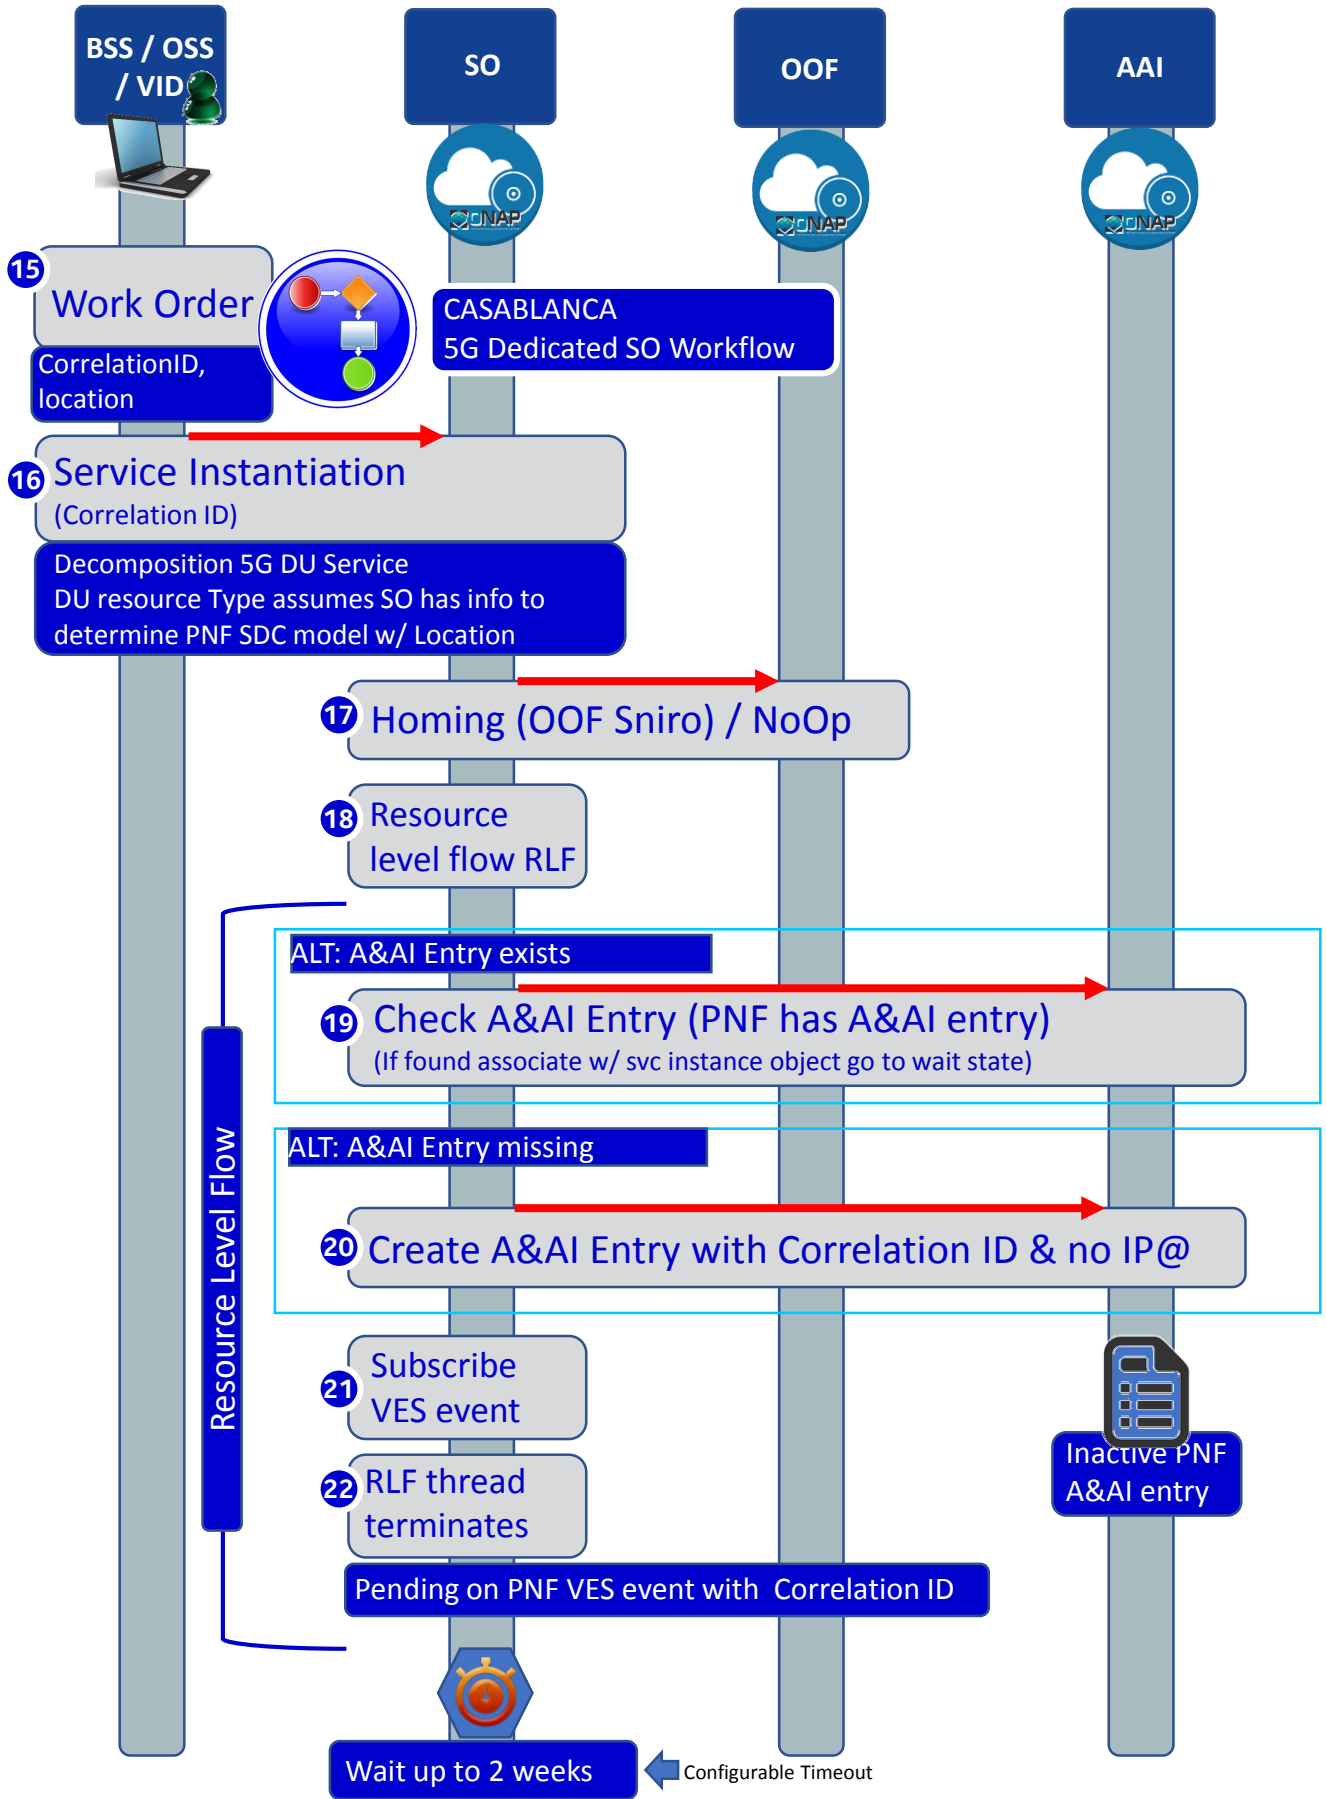 BSS / OSS
/ VID
SO
OOF
AAI
ONAP
ONAP
ONAP
15
Work Order
CorrelationID,
location
CASABLANCA
5G Dedicated SO Workflow
16
Service Instantiation
(Correlation ID)
Decomposition 5G DU Service
DU resource Type assumes SO has info to
determine PNF SDC model w/ Location
17
Homing (OOF Sniro) / NoOp
18
Resource
level flow RLF
ALT: A&AI Entry exists
19
Check A&AI Entry (PNF has A&AI entry)
(If found associate w/ svc instance object go to wait state)
ALT: A&AI Entry missing
20
Create A&AI Entry with Correlation ID & no IP@
Resource Level Flow
21
Subscribe
VES event
Inactive PNF
A&AI entry
22
RLF thread
terminates
Pending on PNF VES event with Correlation ID
Wait up to 2 weeks
Configurable Timeout